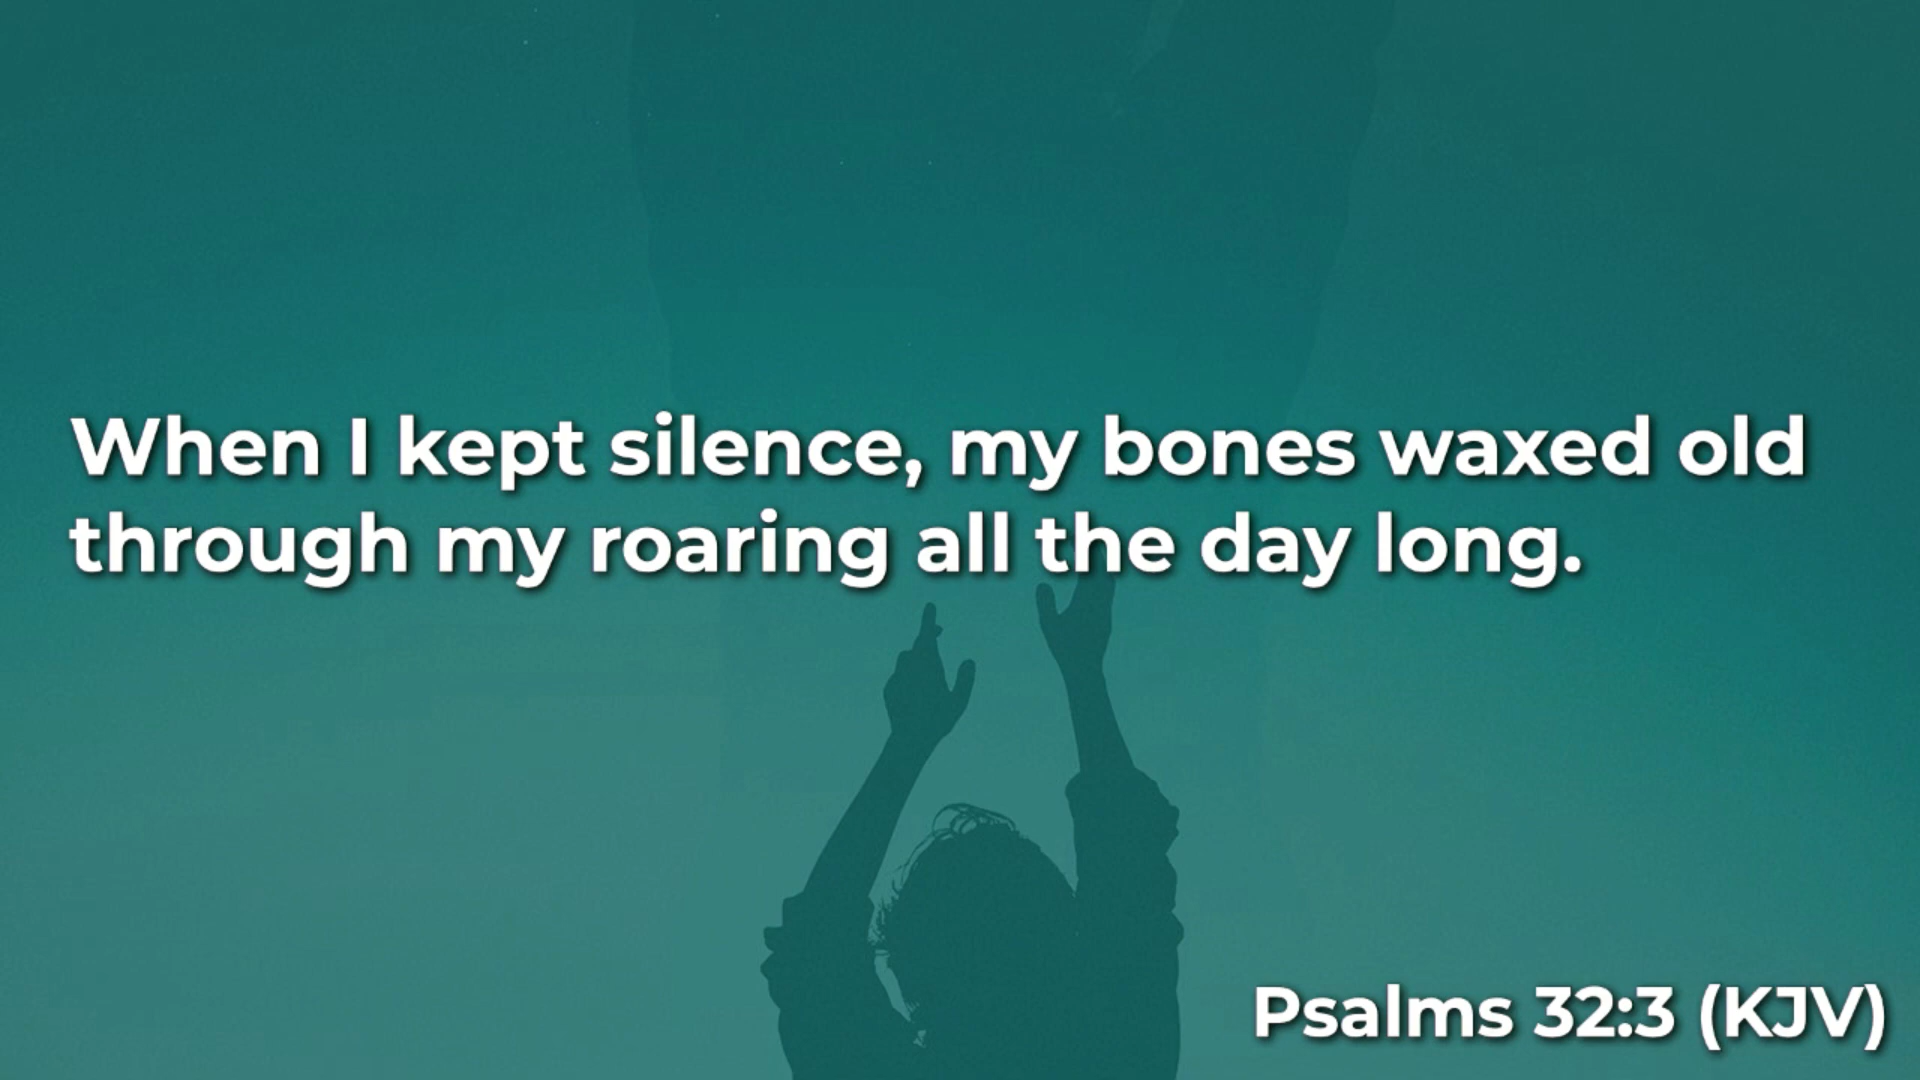 When I kept silence, my bones waxed old
through my roaring all the day long.
Psalms 32:3 (KJV)